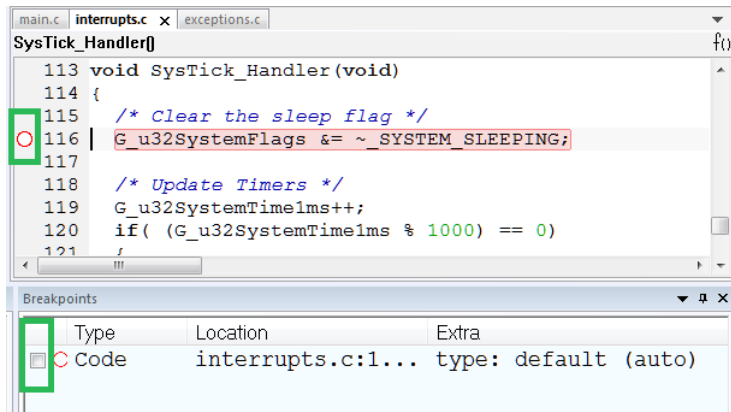 main.c interrupts.c x exceptions.c
SysTick_Handler() f()
113 void SysTick_Handler(void)
114 {
115 /* Clear the sleep flag */
116 G_u32SystemFlags &= ~_SYSTEM_SLEEPING;
117
118 /* Update Timers */
119 G_u32SystemTime1ms++;
120 if( (G_u32SystemTime1ms % 1000) == 0)
121 {
Breakpoints
Type Location Extra
Code interrupts.c:1... type: default (auto)